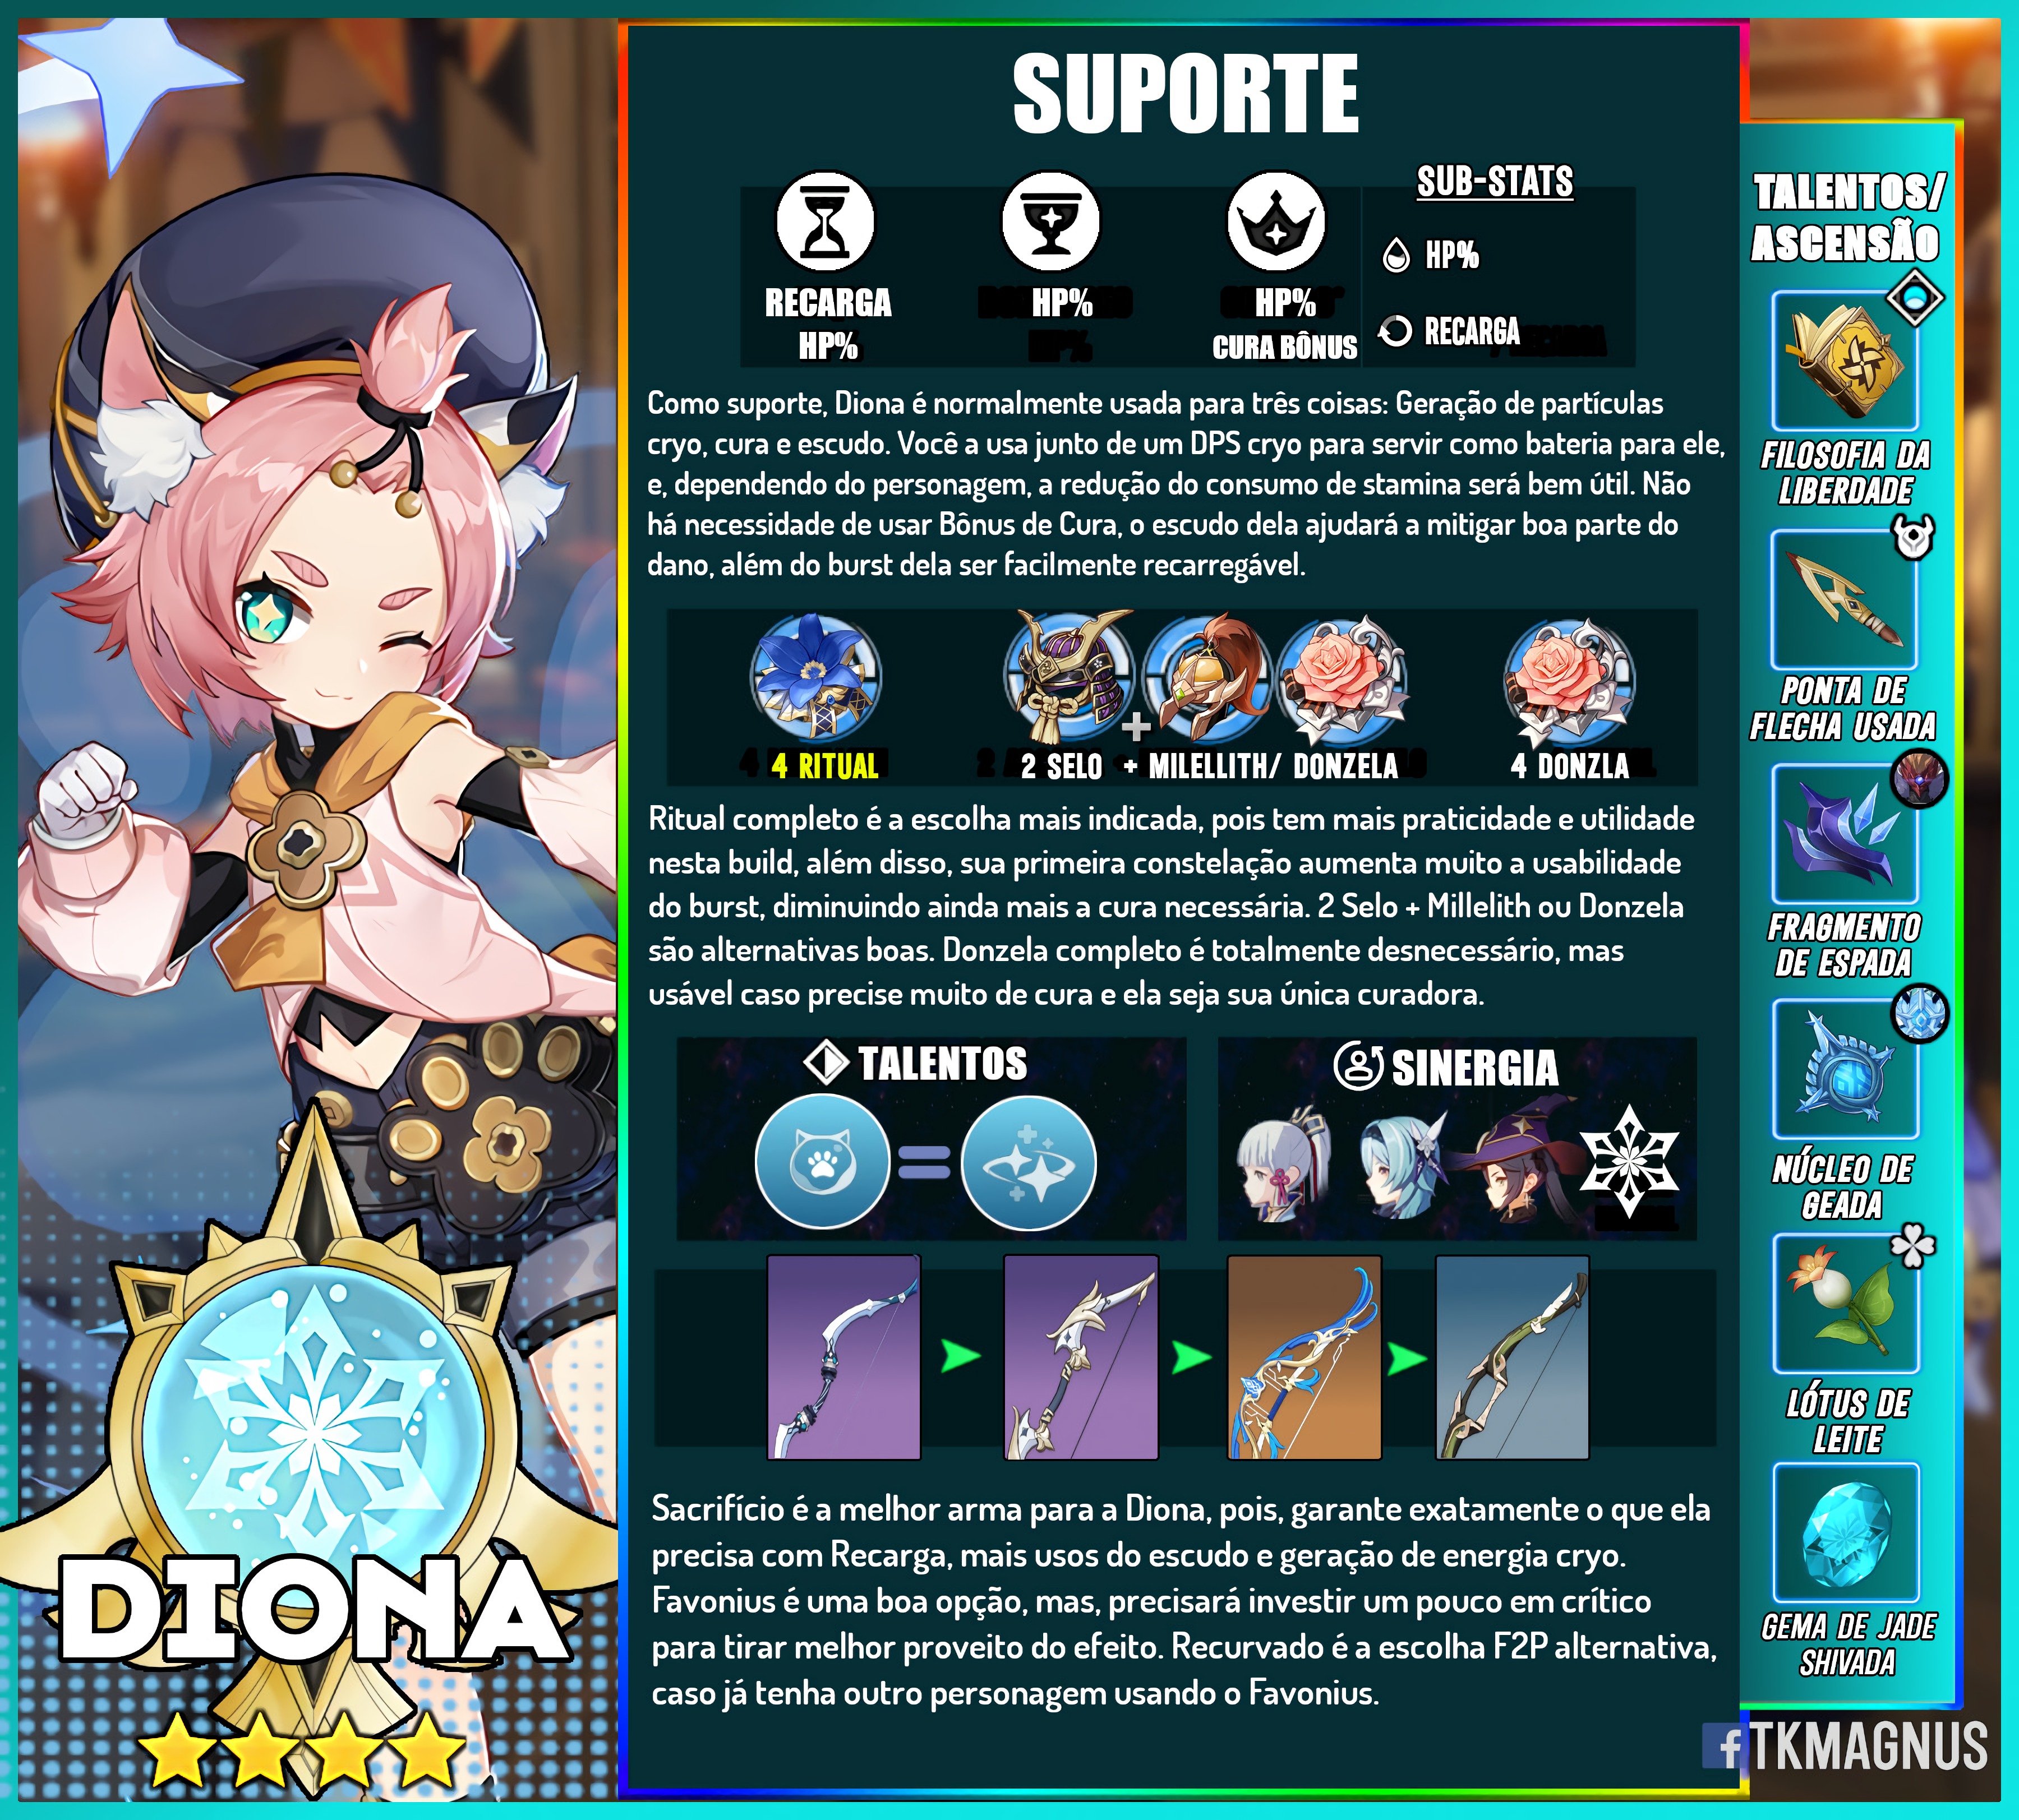 SUPORTE
RECARGA
HP%
HP%
HP%
CURA BÔNUS
SUB-STATS
HP%
RECARGA
Como suporte, Diona é normalmente usada para três coisas: Geração de partículas
cryo, cura e escudo. Você a usa junto de um DPS cryo para servir como bateria para ele,
e, dependendo do personagem, a redução do consumo de stamina será bem útil. Não
há necessidade de usar Bônus de Cura, o escudo dela ajudará a mitigar boa parte do
dano, além do burst dela ser facilmente recarregável.
4 RITUAL
2 SELO + MILELLITH/ DONZELA
4 DONZLA
Ritual completo é a escolha mais indicada, pois tem mais praticidade e utilidade
nesta build, além disso, sua primeira constelação aumenta muito a usabilidade
do burst, diminuindo ainda mais a cura necessária. 2 Selo + Millelith ou Donzela
são alternativas boas. Donzela completo é totalmente desnecessário, mas
usável caso precise muito de cura e ela seja sua única curadora.
TALENTOS
SINERGIA
Sacrifício é a melhor arma para a Diona, pois, garante exatamente o que ela
precisa com Recarga, mais usos do escudo e geração de energia cryo.
Favonius é uma boa opção, mas, precisará investir um pouco em crítico
para tirar melhor proveito do efeito. Recurvado é a escolha F2P alternativa,
caso já tenha outro personagem usando o Favonius.
TALENTOS/
ASCENSÃO
FILOSOFIA DA
LIBERDADE
PONTA DE
FLECHA USADA
FRAGMENTO
DE ESPADA
NÚCLEO DE
GEADA
LÓTUS DE
LEITE
GEMA DE JADE
SHIVADA
DIONA
f TKMAGNUS